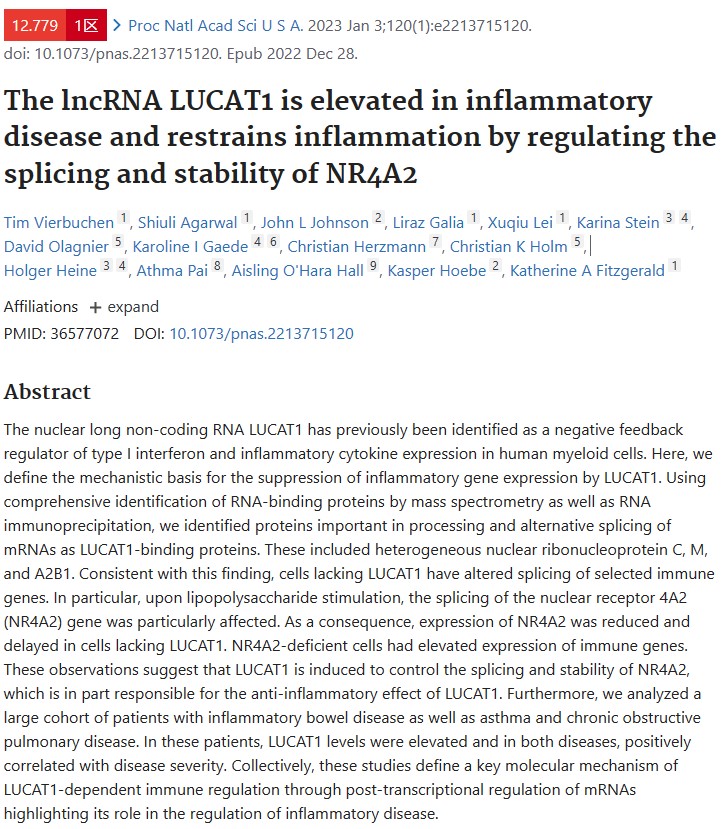 12.779 1区 > Proc Natl Acad Sci U S A. 2023 Jan 3;120(1):e2213715120.
doi: 10.1073/pnas.2213715120. Epub 2022 Dec 28.
The lncRNA LUCAT1 is elevated in inflammatory
disease and restrains inflammation by regulating the
splicing and stability of NR4A2
Tim Vierbuchen 1, Shiuli Agarwal 1, John L Johnson 2, Liraz Galia 1, Xuqiu Lei 1, Karina Stein 3 4,
David Olagnier 5, Karoline I Gaede 4 6, Christian Herzmann 7, Christian K Holm 5,
Holger Heine 3 4, Athma Pai 8, Aisling O'Hara Hall 9, Kasper Hoebe 2, Katherine A Fitzgerald 1
Affiliations + expand
PMID: 36577072 DOI: 10.1073/pnas.2213715120
Abstract
The nuclear long non-coding RNA LUCAT1 has previously been identified as a negative feedback
regulator of type I interferon and inflammatory cytokine expression in human myeloid cells. Here, we
define the mechanistic basis for the suppression of inflammatory gene expression by LUCAT1. Using
comprehensive identification of RNA-binding proteins by mass spectrometry as well as RNA
immunoprecipitation, we identified proteins important in processing and alternative splicing of
mRNAs as LUCAT1-binding proteins. These included heterogeneous nuclear ribonucleoprotein C, M,
and A2B1. Consistent with this finding, cells lacking LUCAT1 have altered splicing of selected immune
genes. In particular, upon lipopolysaccharide stimulation, the splicing of the nuclear receptor 4A2
(NR4A2) gene was particularly affected. As a consequence, expression of NR4A2 was reduced and
delayed in cells lacking LUCAT1. NR4A2-deficient cells had elevated expression of immune genes.
These observations suggest that LUCAT1 is induced to control the splicing and stability of NR4A2,
which is in part responsible for the anti-inflammatory effect of LUCAT1. Furthermore, we analyzed a
large cohort of patients with inflammatory bowel disease as well as asthma and chronic obstructive
pulmonary disease. In these patients, LUCAT1 levels were elevated and in both diseases, positively
correlated with disease severity. Collectively, these studies define a key molecular mechanism of
LUCAT1-dependent immune regulation through post-transcriptional regulation of mRNAs
highlighting its role in the regulation of inflammatory disease.